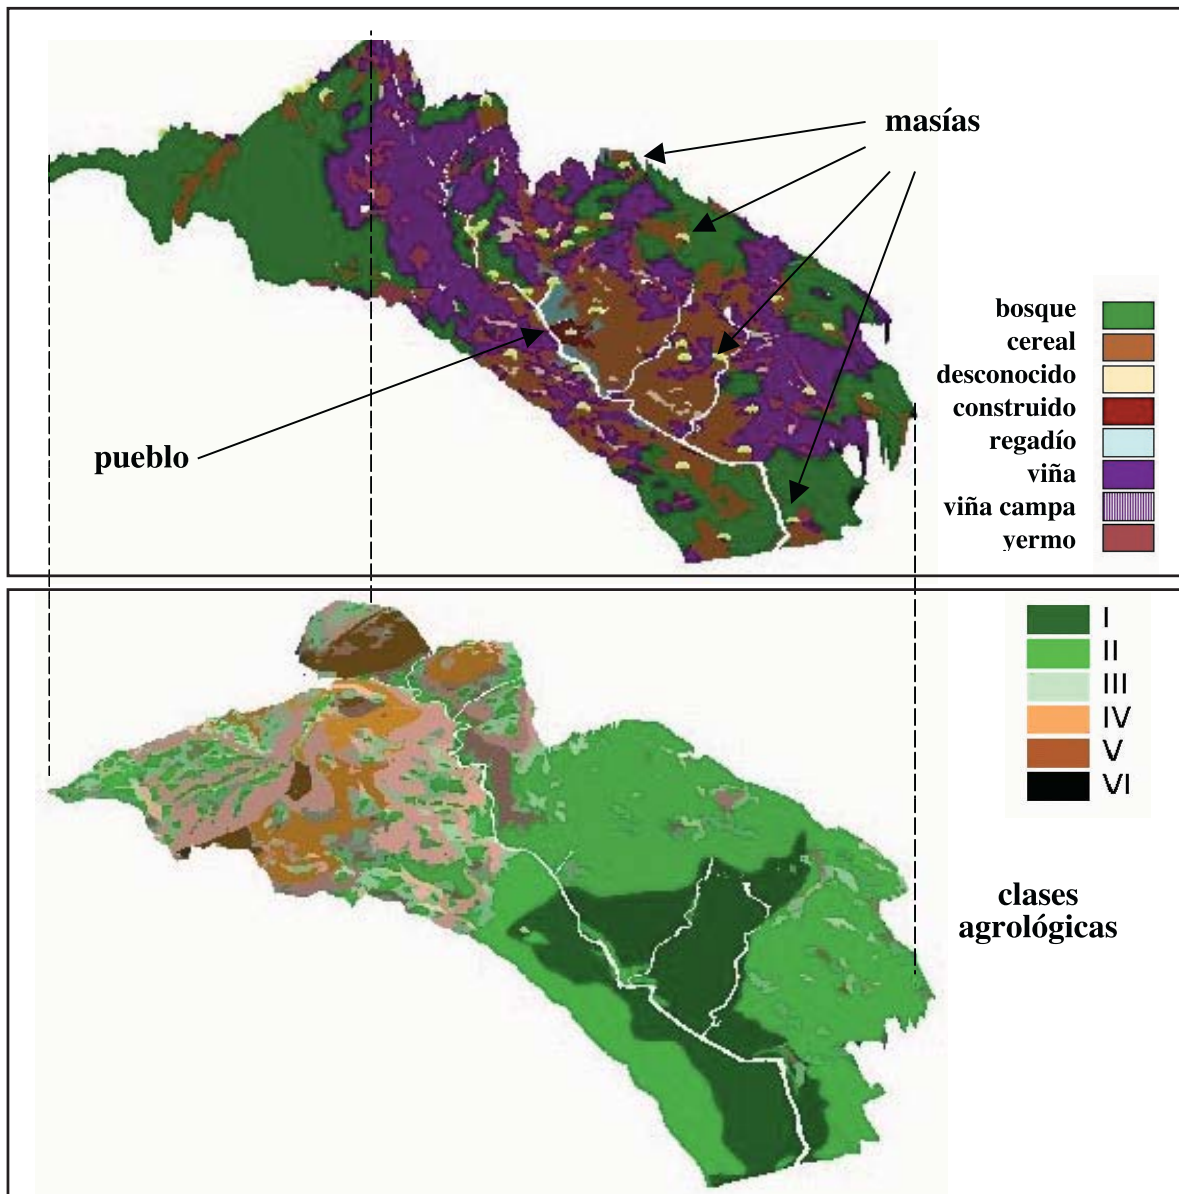 masías
pueblo
bosque
cereal
desconocido
construido
regadío
viña
viña campa
yermo
I
II
III
IV
V
VI
clases
agrológicas